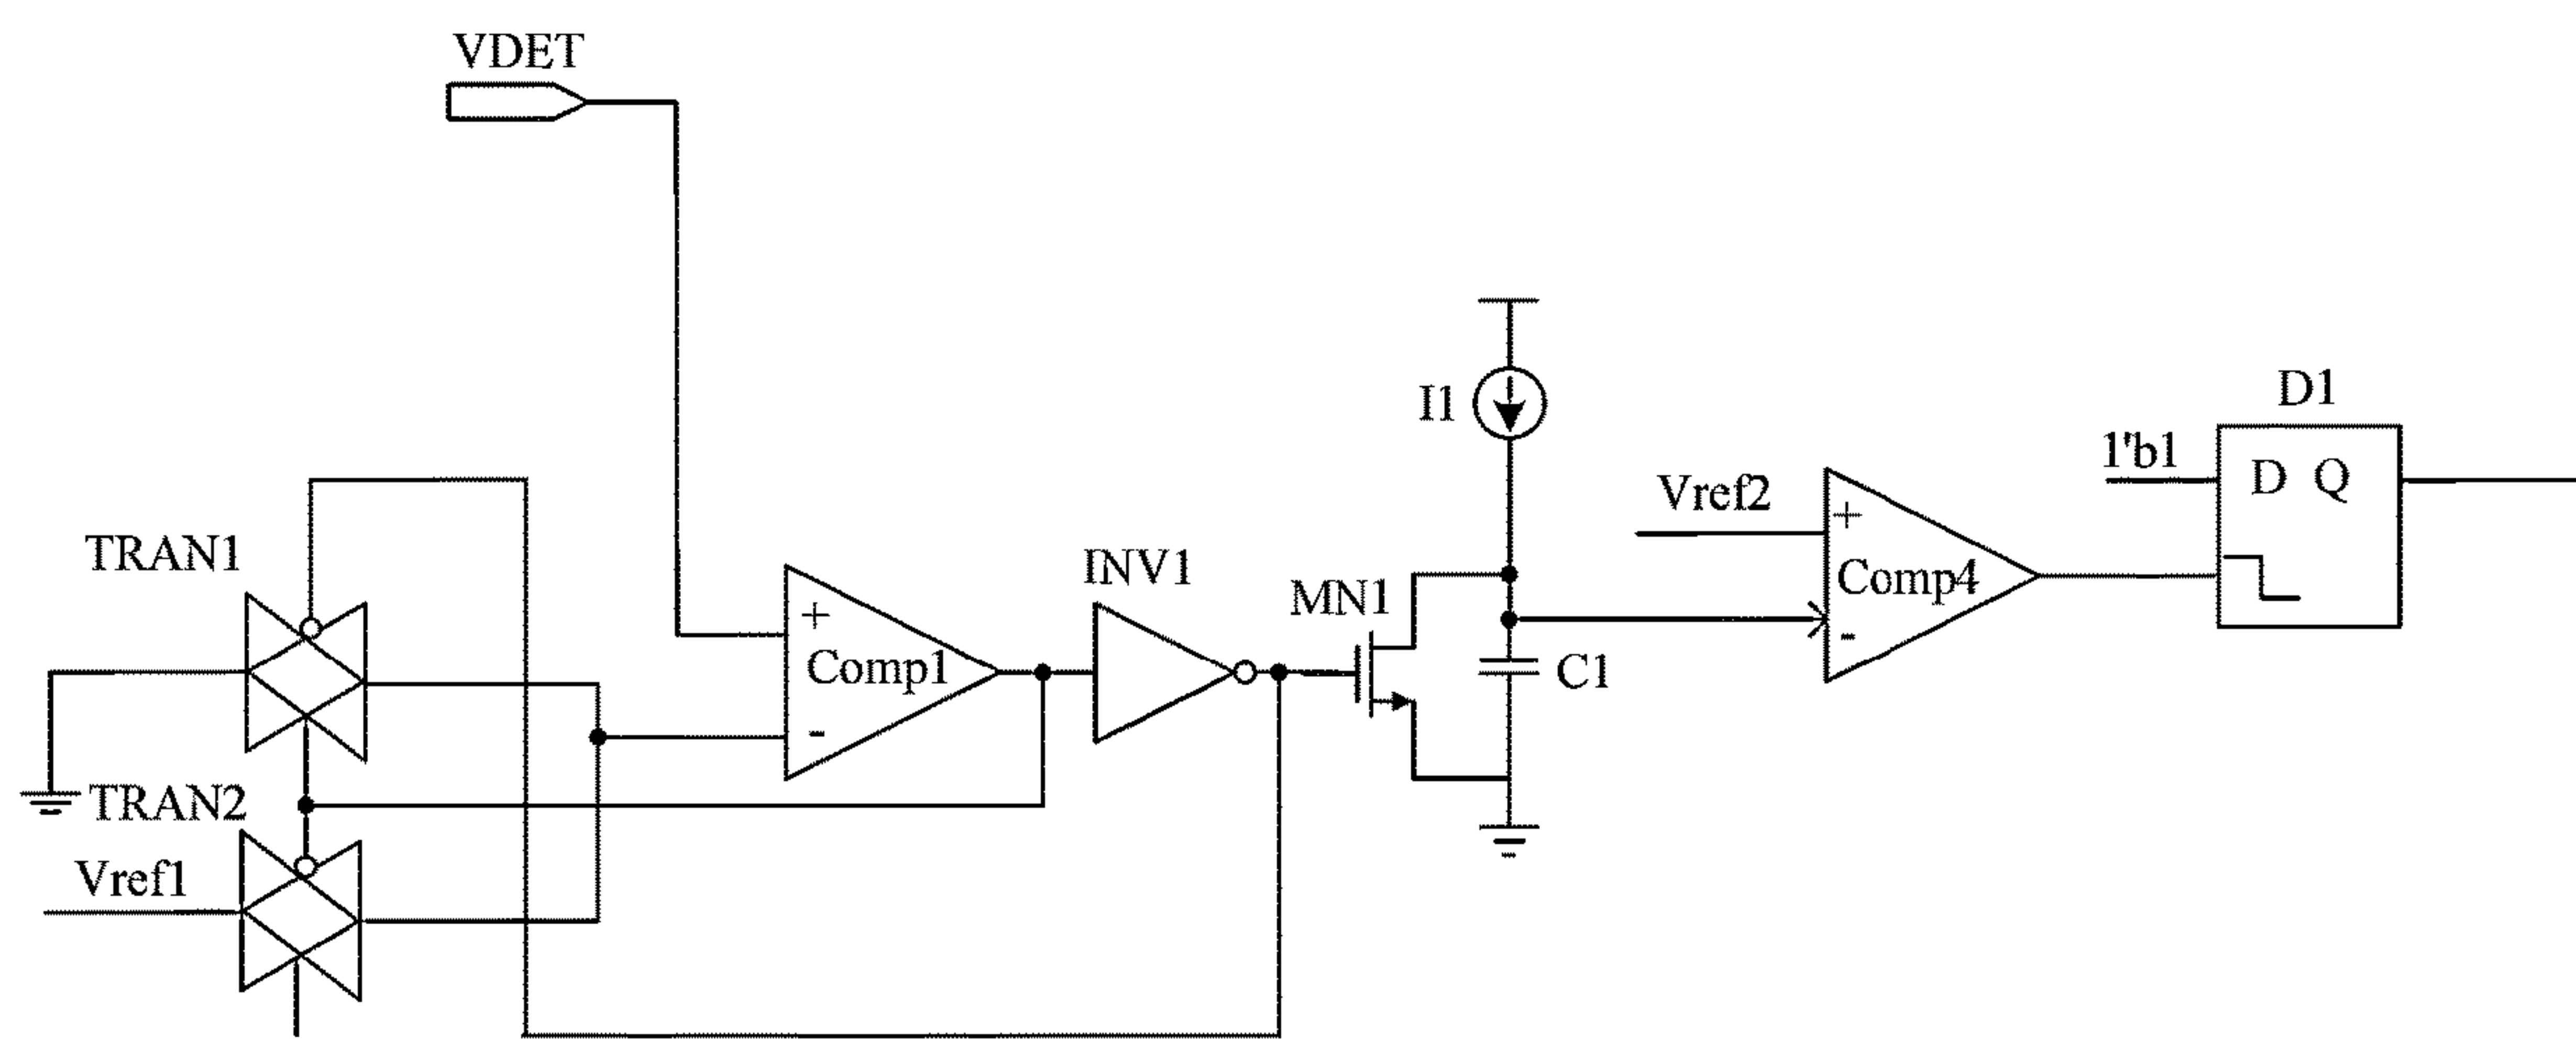 VDET
I1
D1
1'b1
D Q
Vref2
+
Comp4
-
TRAN1
INV1
MN1
+
Comp1
-
C1
TRAN2
Vref1